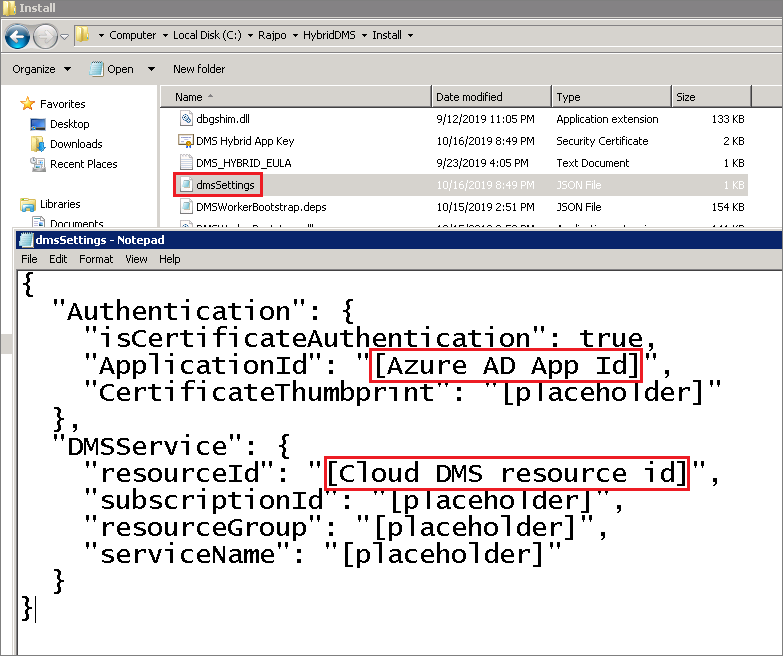 Install
Computer Local Disk (C:) Rajpo HybridDMS Install
Organize Open New folder
Favorites
Desktop
Downloads
Recent Places
Libraries
Documents
Name Date modified Type Size
dbgshim.dll 9/12/2019 11:05 PM Application extension 133 KB
DMS Hybrid App Key 10/16/2019 8:49 PM Security Certificate 2 KB
DMS_HYBRID_EULA 9/23/2019 4:05 PM Text Document 1 KB
dmsSettings 10/16/2019 8:49 PM JSON File 1 KB
DMSWorkerBootstrap.deps 10/15/2019 2:51 PM JSON File 154 KB
dmsSettings - Notepad
File Edit Format View Help
{
"Authentication": {
"isCertificateAuthentication": true,
"ApplicationId": "[Azure AD App Id]",
"CertificateThumbprint": "[placeholder]"
},
"DMSService": {
"resourceId": "[Cloud DMS resource id]",
"subscriptionId": "[placeholder]",
"resourceGroup": "[placeholder]",
"serviceName": "[placeholder]"
}
}